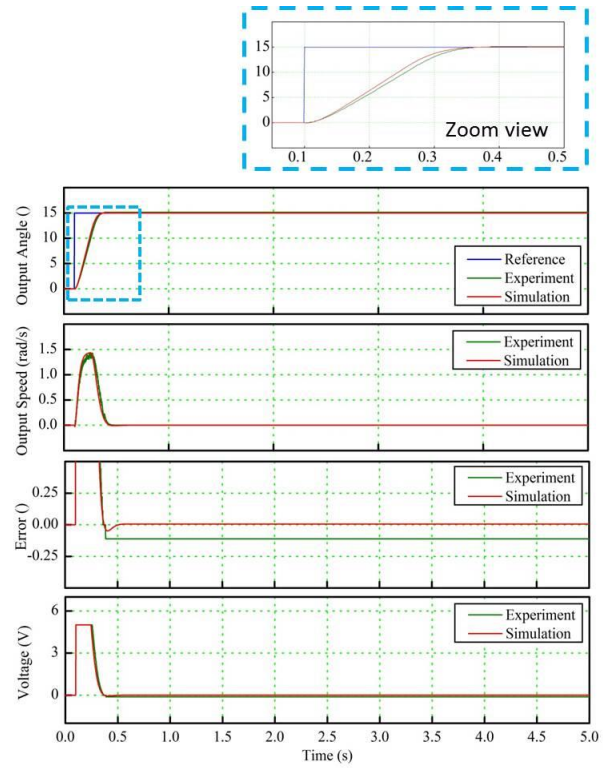 15
10
5
0
Zoom view
0.1 0.2 0.3 0.4 0.5
Output Angle ()
15
10
5
0
Reference
Experiment
Simulation
Output Speed (rad/s)
1.5
1.0
0.5
0.0
Experiment
Simulation
Error ()
0.25
0.00
-0.25
Experiment
Simulation
Voltage (V)
6
3
0
Experiment
Simulation
0.0 0.5 1.0 1.5 2.0 2.5 3.0 3.5 4.0 4.5 5.0
Time (s)